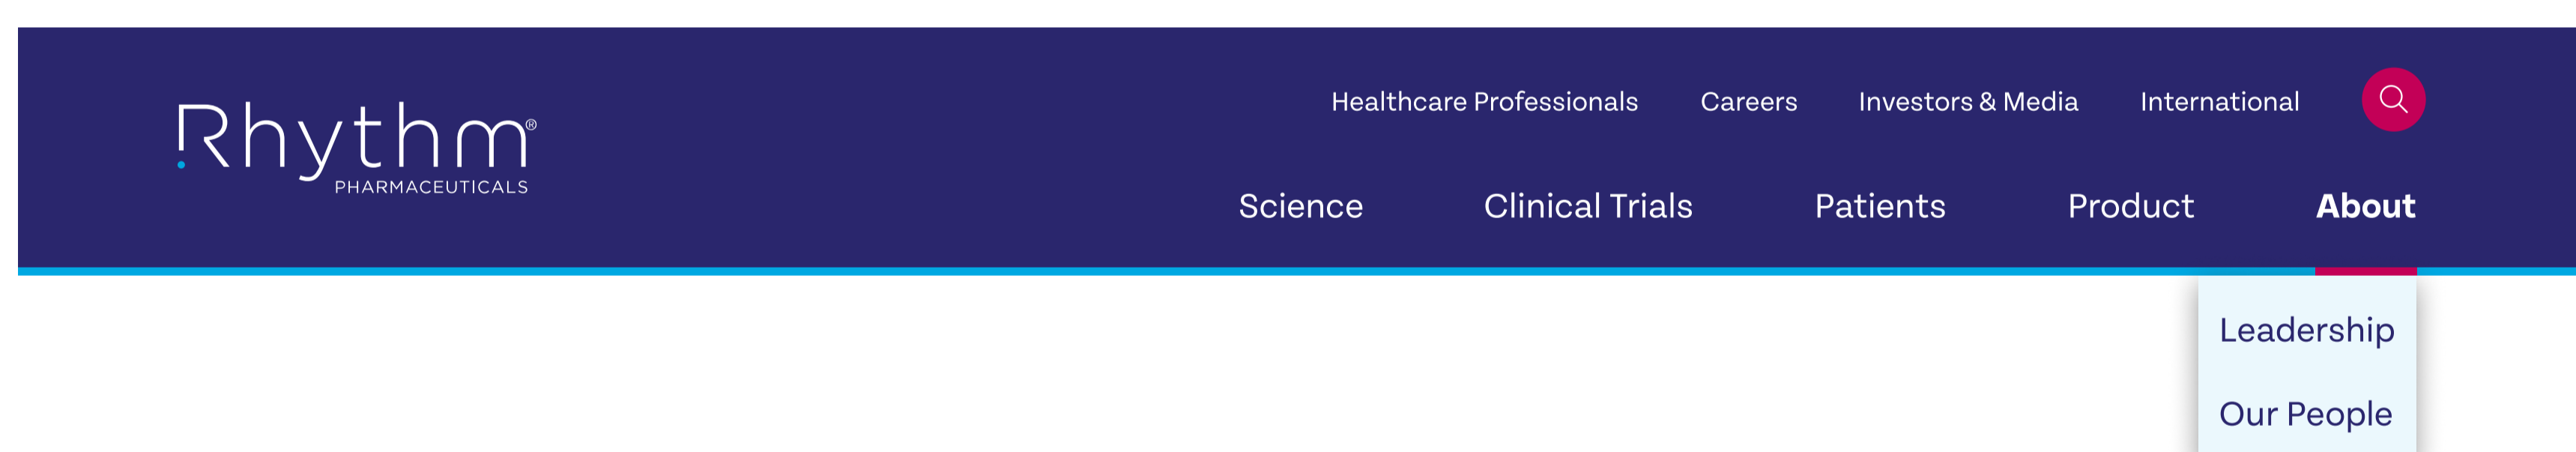 Rhythm®
PHARMACEUTICALS
Healthcare Professionals Careers Investors & Media International
Science Clinical Trials Patients Product About
Leadership
Our People